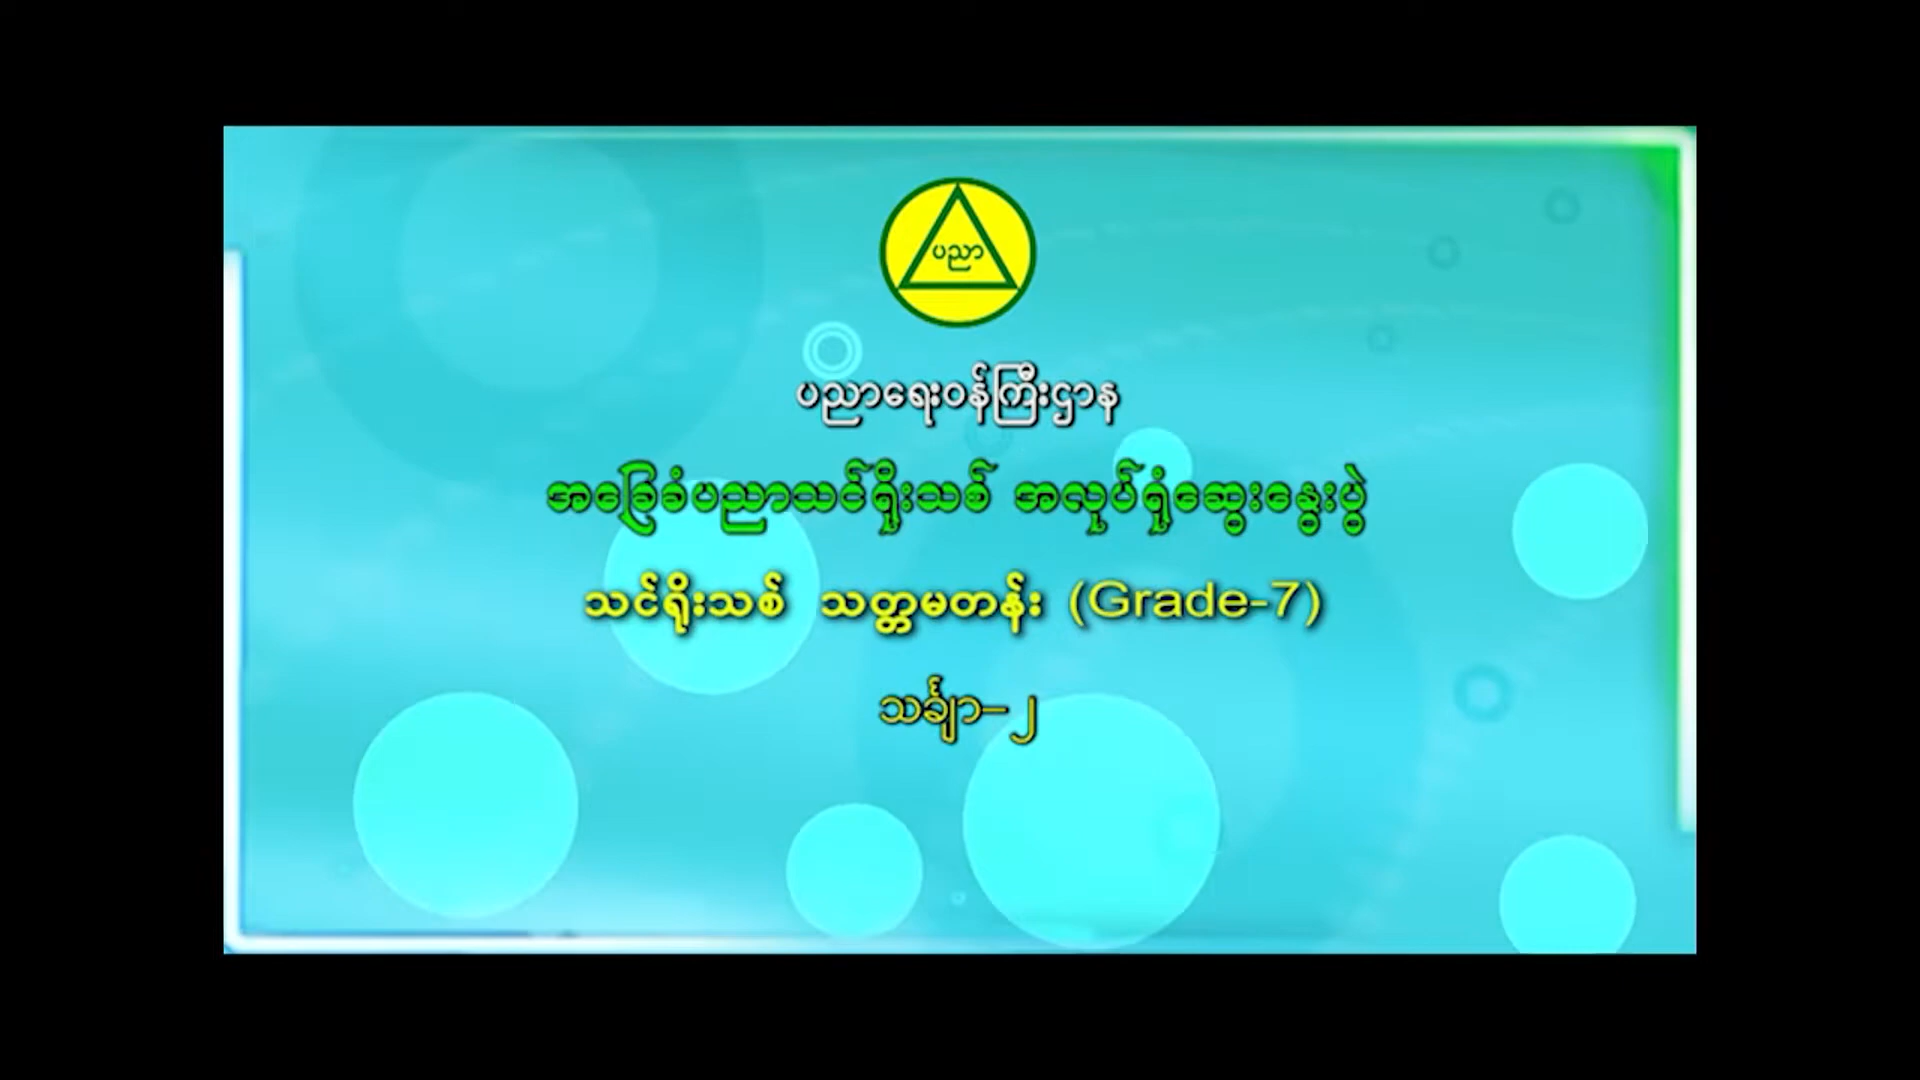 ပညာ
ပညာရေးဝန်ကြီးဌာန
အခြေခံပညာသင်ရိုးသစ် အလုပ်ရုံဆွေးနွေးပွဲ
သင်ရိုးသစ် သတ္တမတန်း (Grade-7)
သင်္ချာ–၂